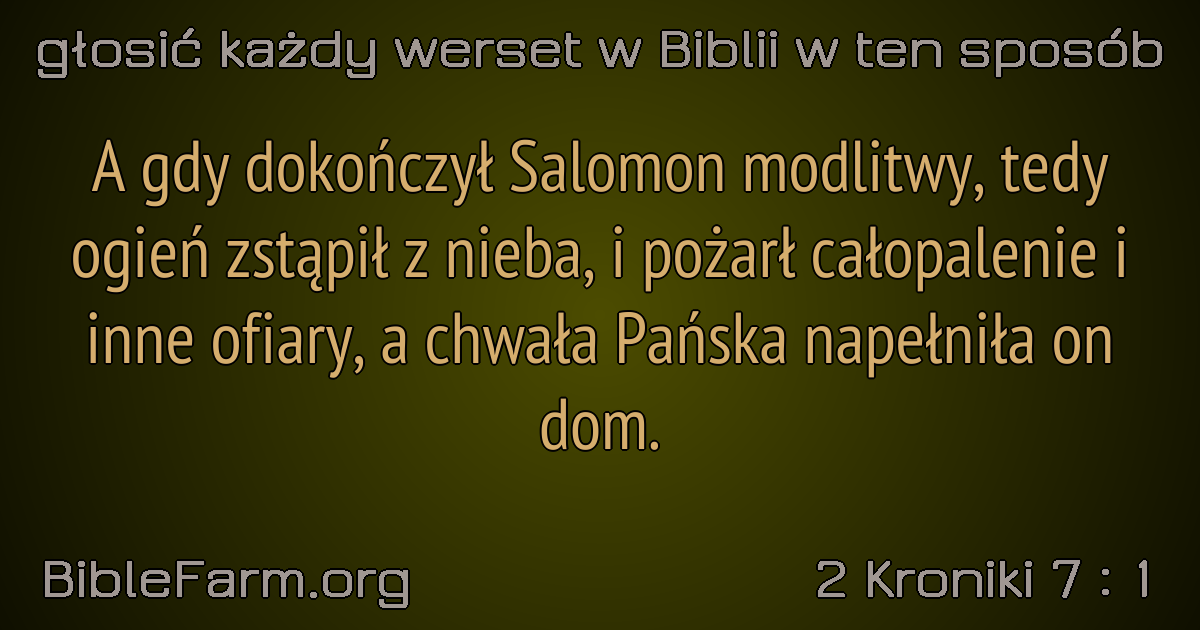 głosić każdy werset w Biblii w ten sposób
A gdy dokończył Salomon modlitwy, tedy
ogień zstąpił z nieba, i pożarł całopalenie i
inne ofiary, a chwała Pańska napełniła on
dom.
BibleFarm.org
2 Kroniki 7 : 1